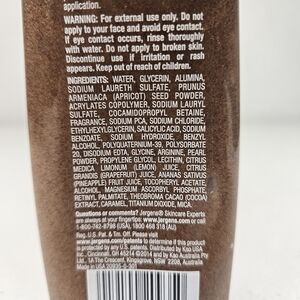 application.
WARNING: For external use only. Do not
apply to your face and avoid eye contact.
If eye contact occurs, rinse thoroughly
with water. Do not apply to broken skin.
Discontinue use if irritation or rash
appears. Keep out of reach of children.
INGREDIENTS: WATER, GLYCERIN, ALUMINA,
SODIUM LAURETH SULFATE, PRUNUS
ARMENIACA (APRICOT) SEED POWDER,
ACRYLATES COPOLYMER, SODIUM LAURYL
SULFATE, COCAMIDOPROPYL BETAINE,
FRAGRANCE, SODIUM PCA, SODIUM CHLORIDE,
ETHYLHEXYLGLYCERIN, SALICYLIC ACID, SODIUM
BENZOATE, SODIUM HYDROXIDE, BENZYL
ALCOHOL, POLYQUATERNIUM-39, POLYSORBATE
20, DISODIUM EDTA, GLYCINE, ARGININE, PEARL
POWDER, PROPYLENE GLYCOL, LECITHIN, CITRUS
MEDICA LIMONUM (LEMON) JUICE, CITRUS
GRANDIS (GRAPEFRUIT) JUICE, ANANAS SATIVUS
(PINEAPPLE) FRUIT JUICE, TOCOPHERYL ACETATE,
ALCOHOL, MAGNESIUM ASCORBYL PHOSPHATE,
RETINYL PALMITATE, THEOBROMA CACAO (COCOA)
EXTRACT, CARAMEL, TITANIUM DIOXIDE, MICA.
Questions or comments? Jergens® Skincare Experts
are always here to listen.
1-800-742-8798 (USA), 1800 468 318 (AU)
Reg. U.S. Pat. & Tm. Off. Please visit
www.jergens.com/patents to determine if this product
is protected by any U.S. patents. Distributed by Kao USA
Inc., Cincinnati, OH 45214 ©2014 and by Kao Australia Pty.
Ltd., 1A The Crescent, Kingsgrove, NSW 2208, Australia
Made in USA